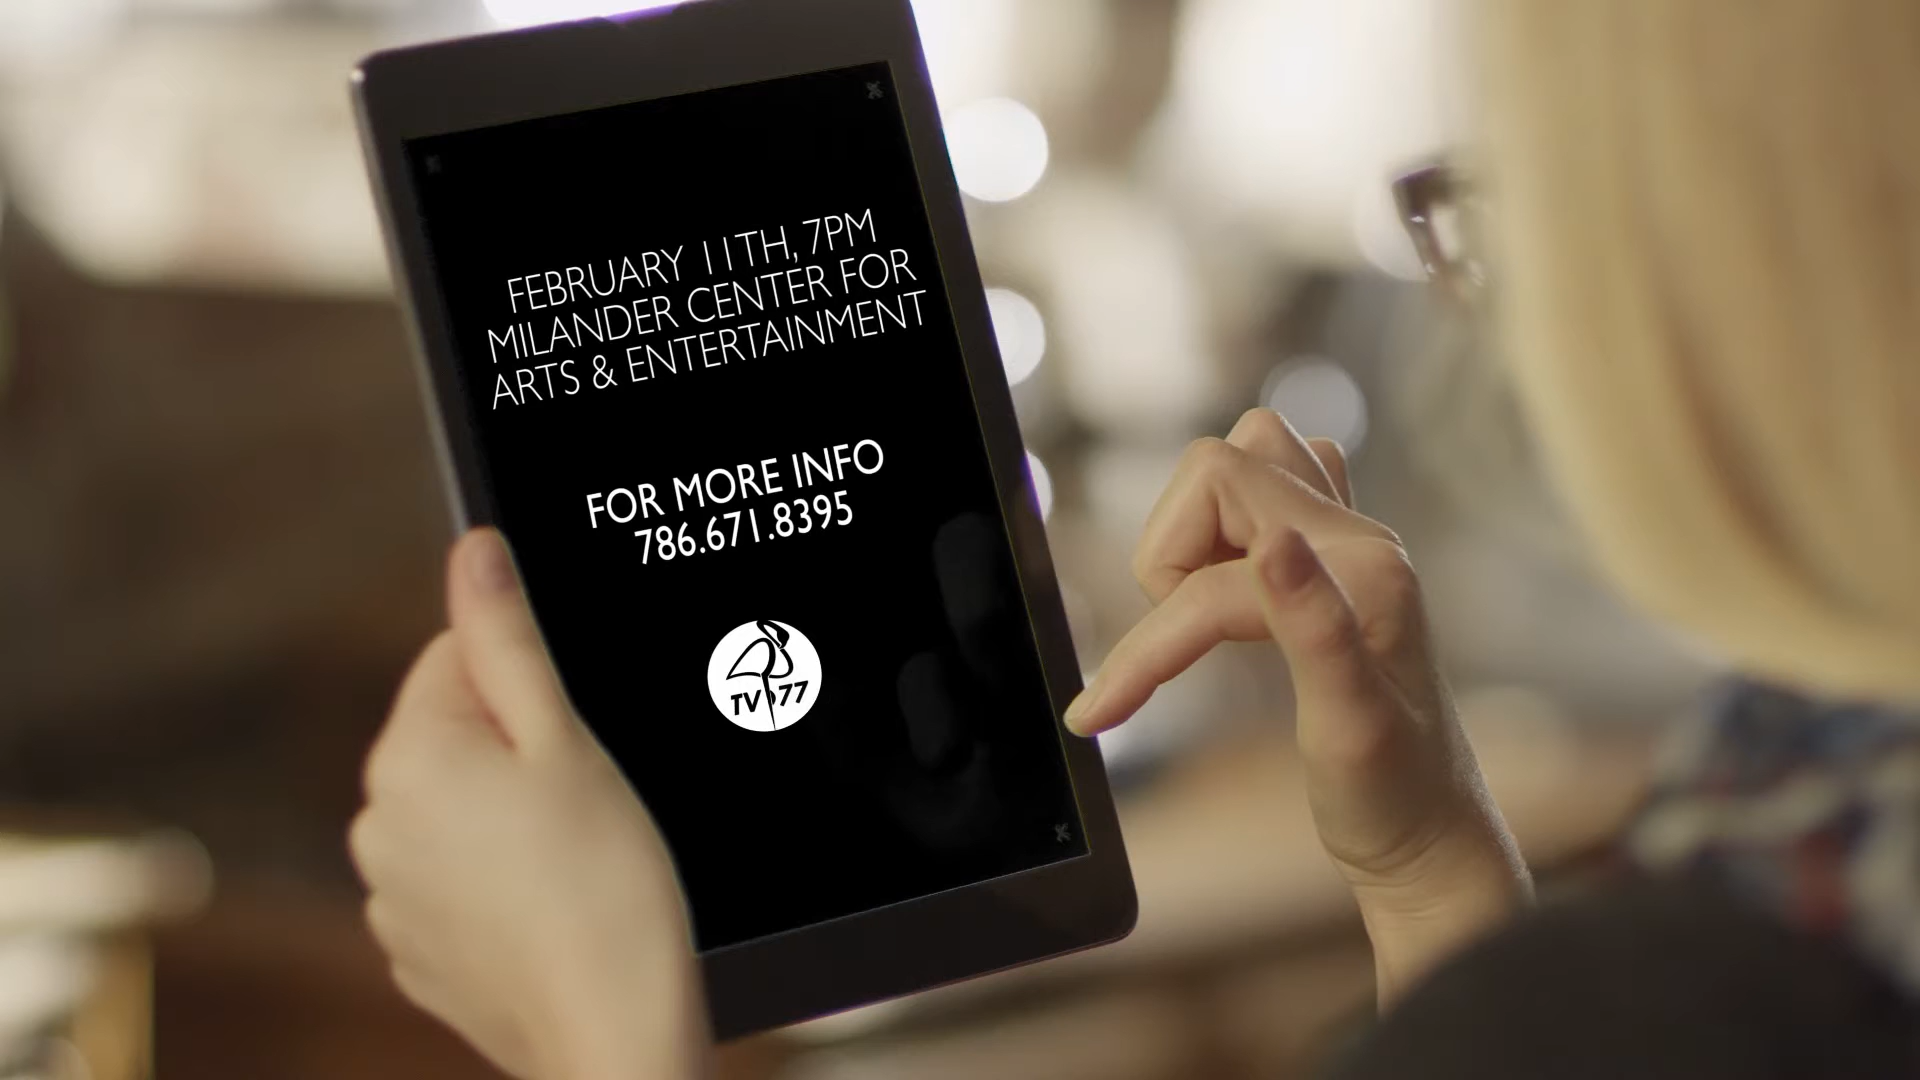 FEBRUARY 11TH, 7PM
MILANDER CENTER FOR
ARTS & ENTERTAINMENT
FOR MORE INFO
786.671.8395
TV 77